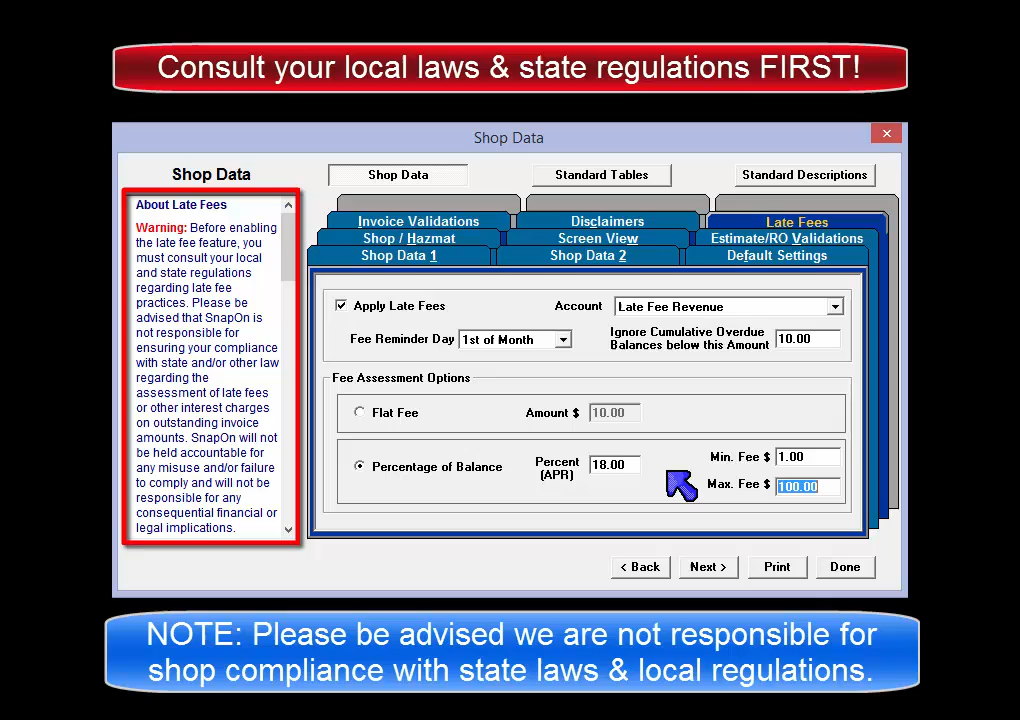 Consult your local laws & state regulations FIRST!
Shop Data
Shop Data
Shop Data
Standard Tables
Standard Descriptions
About Late Fees
Warning: Before enabling
the late fee feature, you
must consult your local
and state regulations
regarding late fee
practices. Please be
advised that SnapOn is
not responsible for
ensuring your compliance
with state and/or other law
regarding the
assessment of late fees
or other interest charges
on outstanding invoice
amounts. SnapOn will not
be held accountable for
any misuse and/or failure
to comply and will not be
responsible for any
consequential financial or
legal implications.
Invoice Validations
Disclaimers
Late Fees
Shop / Hazmat
Screen View
Estimate/RO Validations
Shop Data 1
Shop Data 2
Default Settings
Apply Late Fees
Account
Late Fee Revenue
Fee Reminder Day
1st of Month
Ignore Cumulative Overdue
Balances below this Amount
10.00
Fee Assessment Options
Flat Fee
Amount $
10.00
Percentage of Balance
Percent
(APR)
18.00
Min. Fee $
1.00
Max. Fee $
100.00
< Back
Next >
Print
Done
NOTE: Please be advised we are not responsible for
shop compliance with state laws & local regulations.